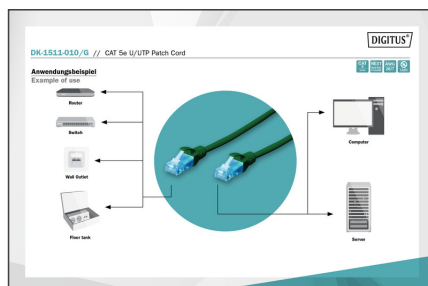 DIGITUS®
DK-1511-010/G // CAT 5e U/UTP Patch Cord
Anwendungsbeispiel
Example of use
Router
Switch
Wall Outlet
Floor tank
Computer
Server